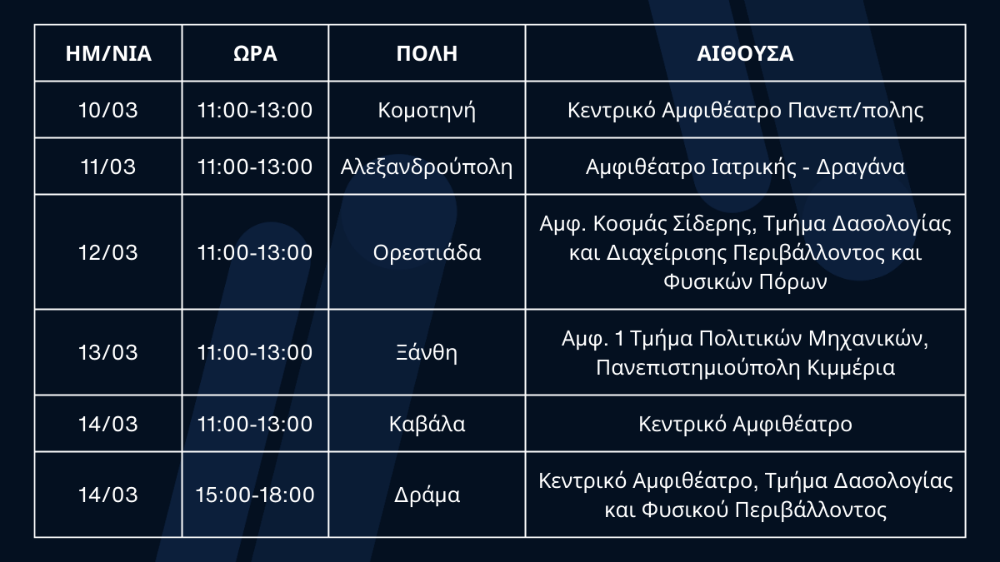 ΗΜ/ΝΙΑ ΩΡΑ ΠΟΛΗ ΑΙΘΟΥΣΑ
10/03 11:00-13:00 Κομοτηνή Κεντρικό Αμφιθέατρο Πανεπ/πολης
11/03 11:00-13:00 Αλεξανδρούπολη Αμφιθέατρο Ιατρικής - Δραγάνα
12/03 11:00-13:00 Ορεστιάδα Αμφ. Κοσμάς Σίδερης, Τμήμα Δασολογίας
και Διαχείρισης Περιβάλλοντος και
Φυσικών Πόρων
13/03 11:00-13:00 Ξάνθη Αμφ. 1 Τμήμα Πολιτικών Μηχανικών,
Πανεπιστημιούπολη Κιμμέρια
14/03 11:00-13:00 Καβάλα Κεντρικό Αμφιθέατρο
14/03 15:00-18:00 Δράμα Κεντρικό Αμφιθέατρο, Τμήμα Δασολογίας
και Φυσικού Περιβάλλοντος